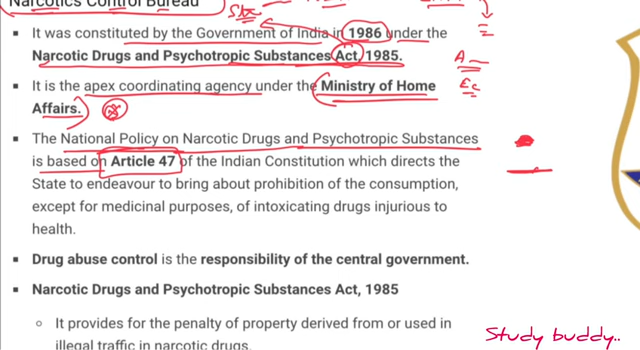 Narcotics Control Bureau
▪ It was constituted by the Government of India in 1986 under the
Narcotic Drugs and Psychotropic Substances Act, 1985.
▪ It is the apex coordinating agency under the Ministry of Home
Affairs.
▪ The National Policy on Narcotic Drugs and Psychotropic Substances
is based on Article 47 of the Indian Constitution which directs the
State to endeavour to bring about prohibition of the consumption,
except for medicinal purposes, of intoxicating drugs injurious to
health.
▪ Drug abuse control is the responsibility of the central government.
▪ Narcotic Drugs and Psychotropic Substances Act, 1985
○ It provides for the penalty of property derived from or used in
illegal traffic in narcotic drugs.
Study buddy..